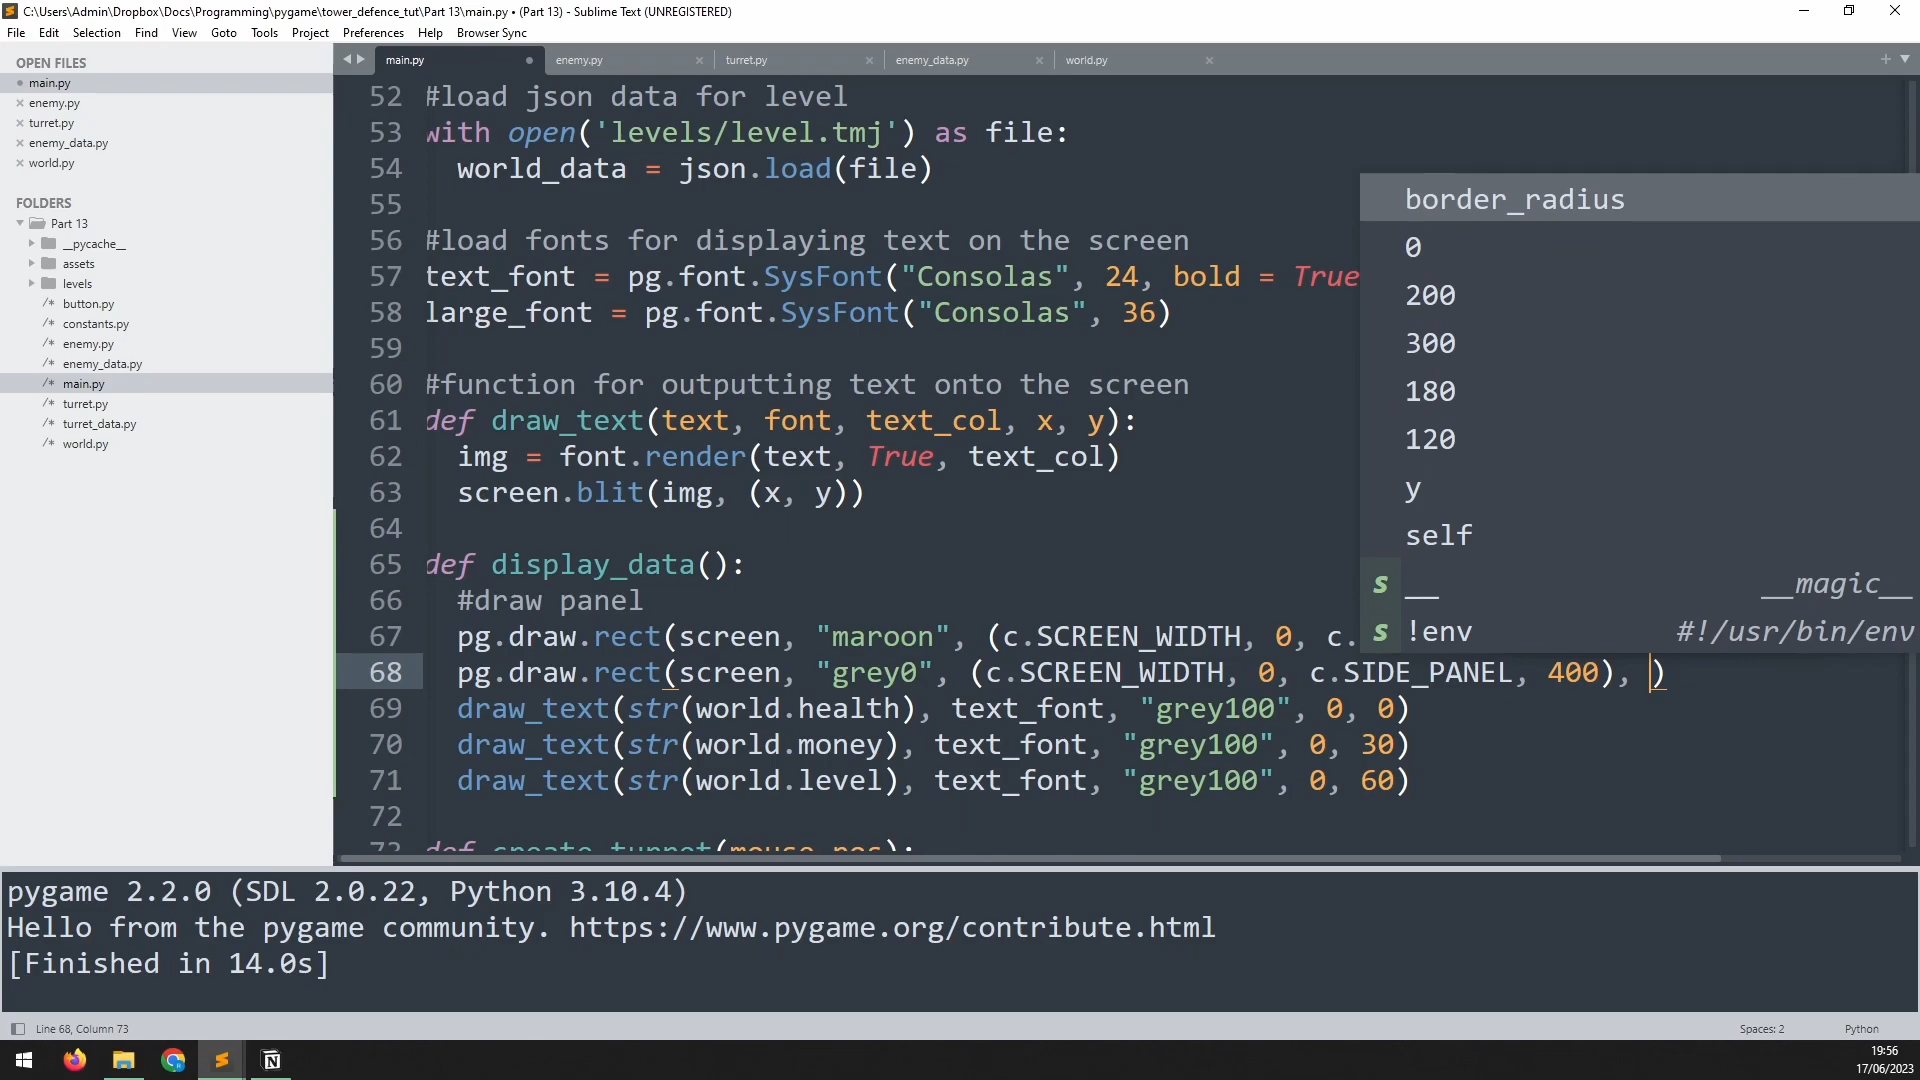 C:\Users\Admin\Dropbox\Docs\Programming\pygame\tower_defence_tut\Part 13\main.py • (Part 13) - Sublime Text (UNREGISTERED)
File Edit Selection Find View Goto Tools Project Preferences Help Browser Sync
OPEN FILES
main.py
enemy.py
turret.py
enemy_data.py
world.py
FOLDERS
Part 13
__pycache__
assets
levels
/* button.py
/* constants.py
/* enemy.py
/* enemy_data.py
/* main.py
/* turret.py
/* turret_data.py
/* world.py
main.py enemy.py turret.py enemy_data.py world.py
52 #load json data for level
53 with open('levels/level.tmj') as file:
54   world_data = json.load(file)
55
56 #load fonts for displaying text on the screen
57 text_font = pg.font.SysFont("Consolas", 24, bold = True
58 large_font = pg.font.SysFont("Consolas", 36)
59
60 #function for outputting text onto the screen
61 def draw_text(text, font, text_col, x, y):
62   img = font.render(text, True, text_col)
63   screen.blit(img, (x, y))
64
65 def display_data():
66   #draw panel
67   pg.draw.rect(screen, "maroon", (c.SCREEN_WIDTH, 0, c.
68   pg.draw.rect(screen, "grey0", (c.SCREEN_WIDTH, 0, c.SIDE_PANEL, 400), )
69   draw_text(str(world.health), text_font, "grey100", 0, 0)
70   draw_text(str(world.money), text_font, "grey100", 0, 30)
71   draw_text(str(world.level), text_font, "grey100", 0, 60)
72
73 def create_turret(mouse_pos):
border_radius
0
200
300
180
120
y
self
s __ __magic__
s !env #!/usr/bin/env
pygame 2.2.0 (SDL 2.0.22, Python 3.10.4)
Hello from the pygame community. https://www.pygame.org/contribute.html
[Finished in 14.0s]
Line 68, Column 73
Spaces: 2
Python
19:56
17/06/2023